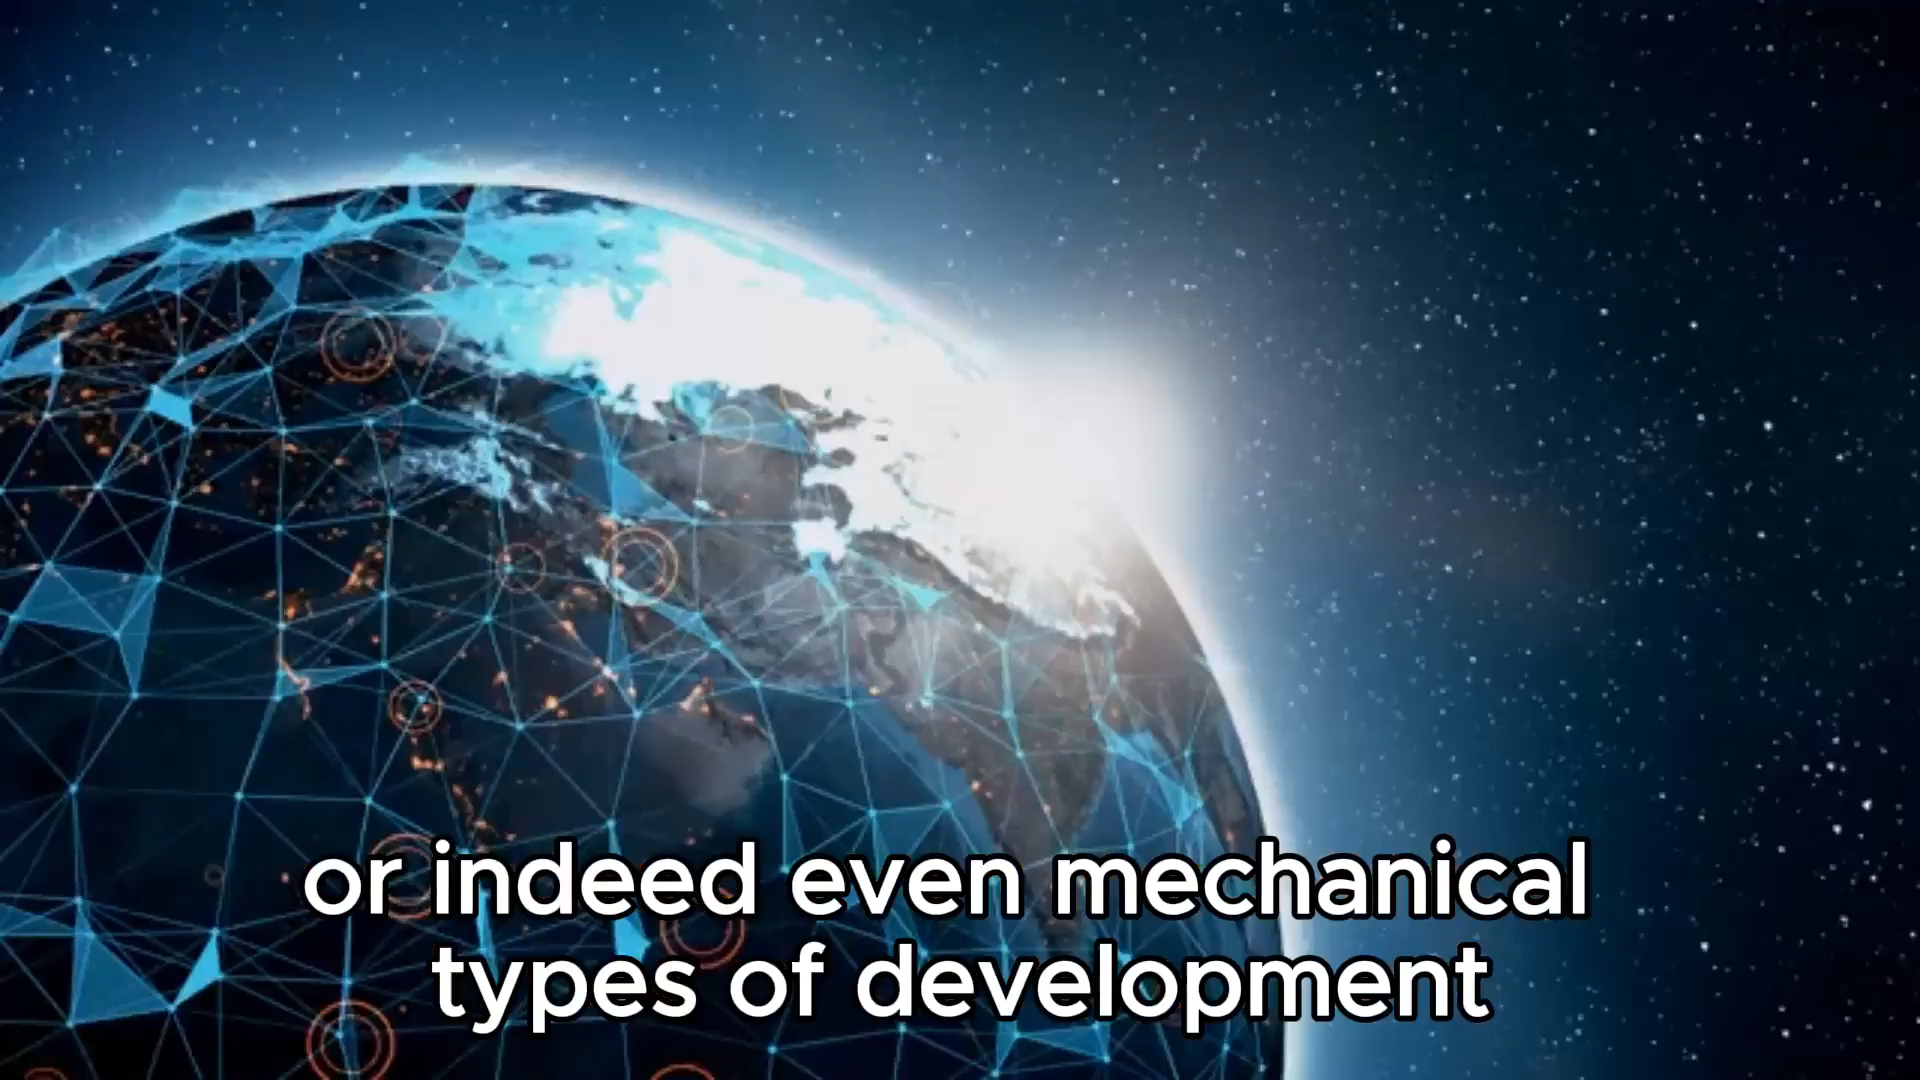 or indeed even mechanical
types of development